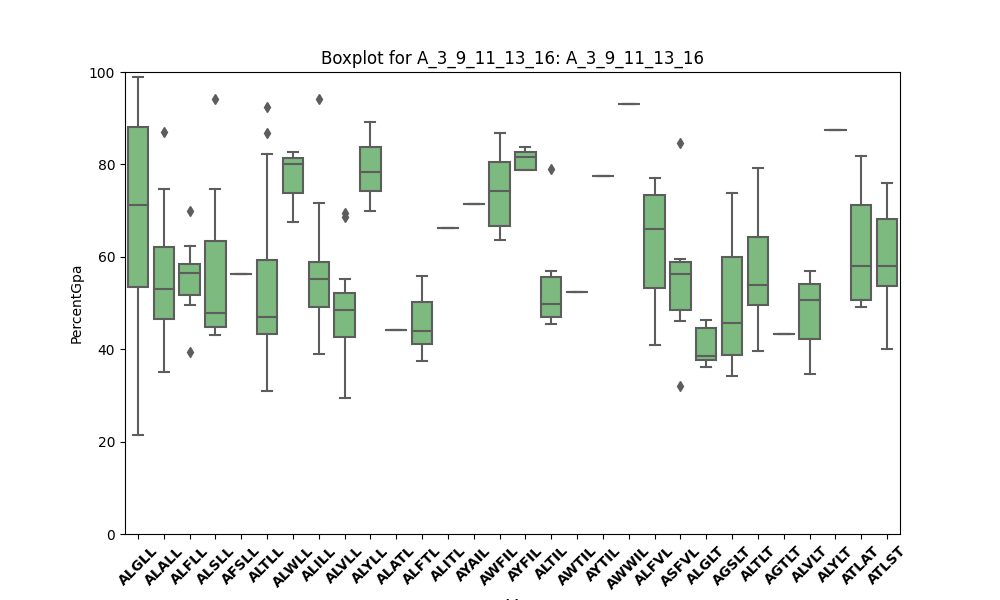 Boxplot for A_3_9_11_13_16: A_3_9_11_13_16
PercentGpa
100
80
60
40
20
0
ALGLL
ALALL
ALFLL
ALSLL
AFSLL
ALTLL
ALWLL
ALILL
ALVLL
ALYLL
ALATL
ALFTL
ALITL
AYAIL
AWFIL
AYFIL
ALTIL
AWTIL
AYTIL
AWWIL
ALFVL
ASFVL
ALGLT
AGSLT
ALTLT
AGTLT
ALVLT
ALYLT
ATLAT
ATLST